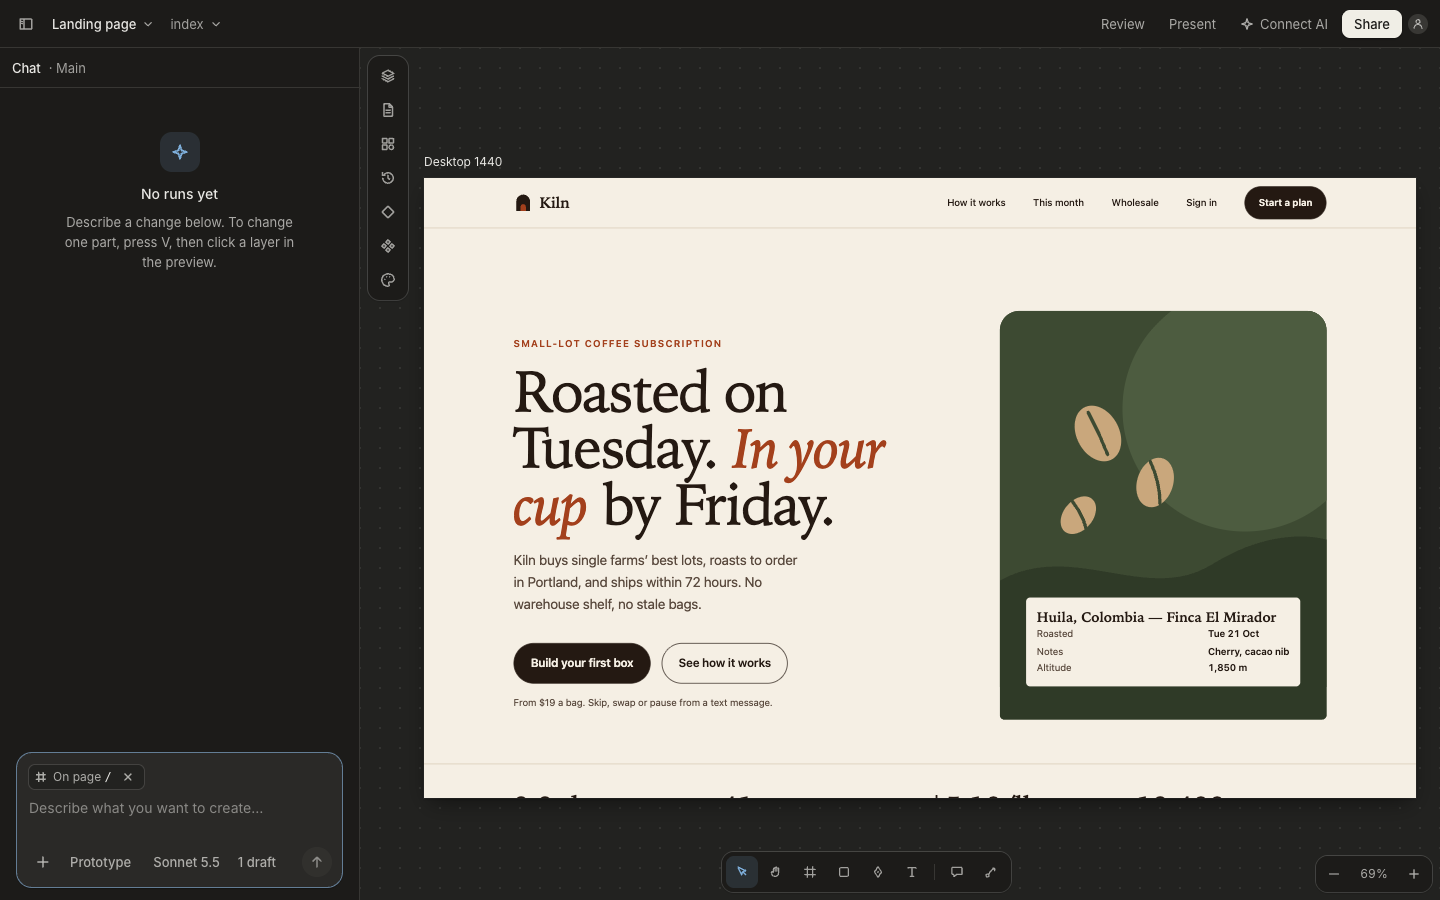 Landing page
index
Review
Present
Connect AI
Share
Chat · Main
No runs yet
Describe a change below. To change
one part, press V, then click a layer in
the preview.
On page /
Describe what you want to create...
Prototype
Sonnet 5.5
1 draft
Desktop 1440
Kiln
How it works
This month
Wholesale
Sign in
Start a plan
SMALL-LOT COFFEE SUBSCRIPTION
Roasted on
Tuesday. In your
cup by Friday.
Kiln buys single farms’ best lots, roasts to order
in Portland, and ships within 72 hours. No
warehouse shelf, no stale bags.
Build your first box
See how it works
From $19 a bag. Skip, swap or pause from a text message.
Huila, Colombia — Finca El Mirador
Roasted Tue 21 Oct
Notes Cherry, cacao nib
Altitude 1,850 m
69%